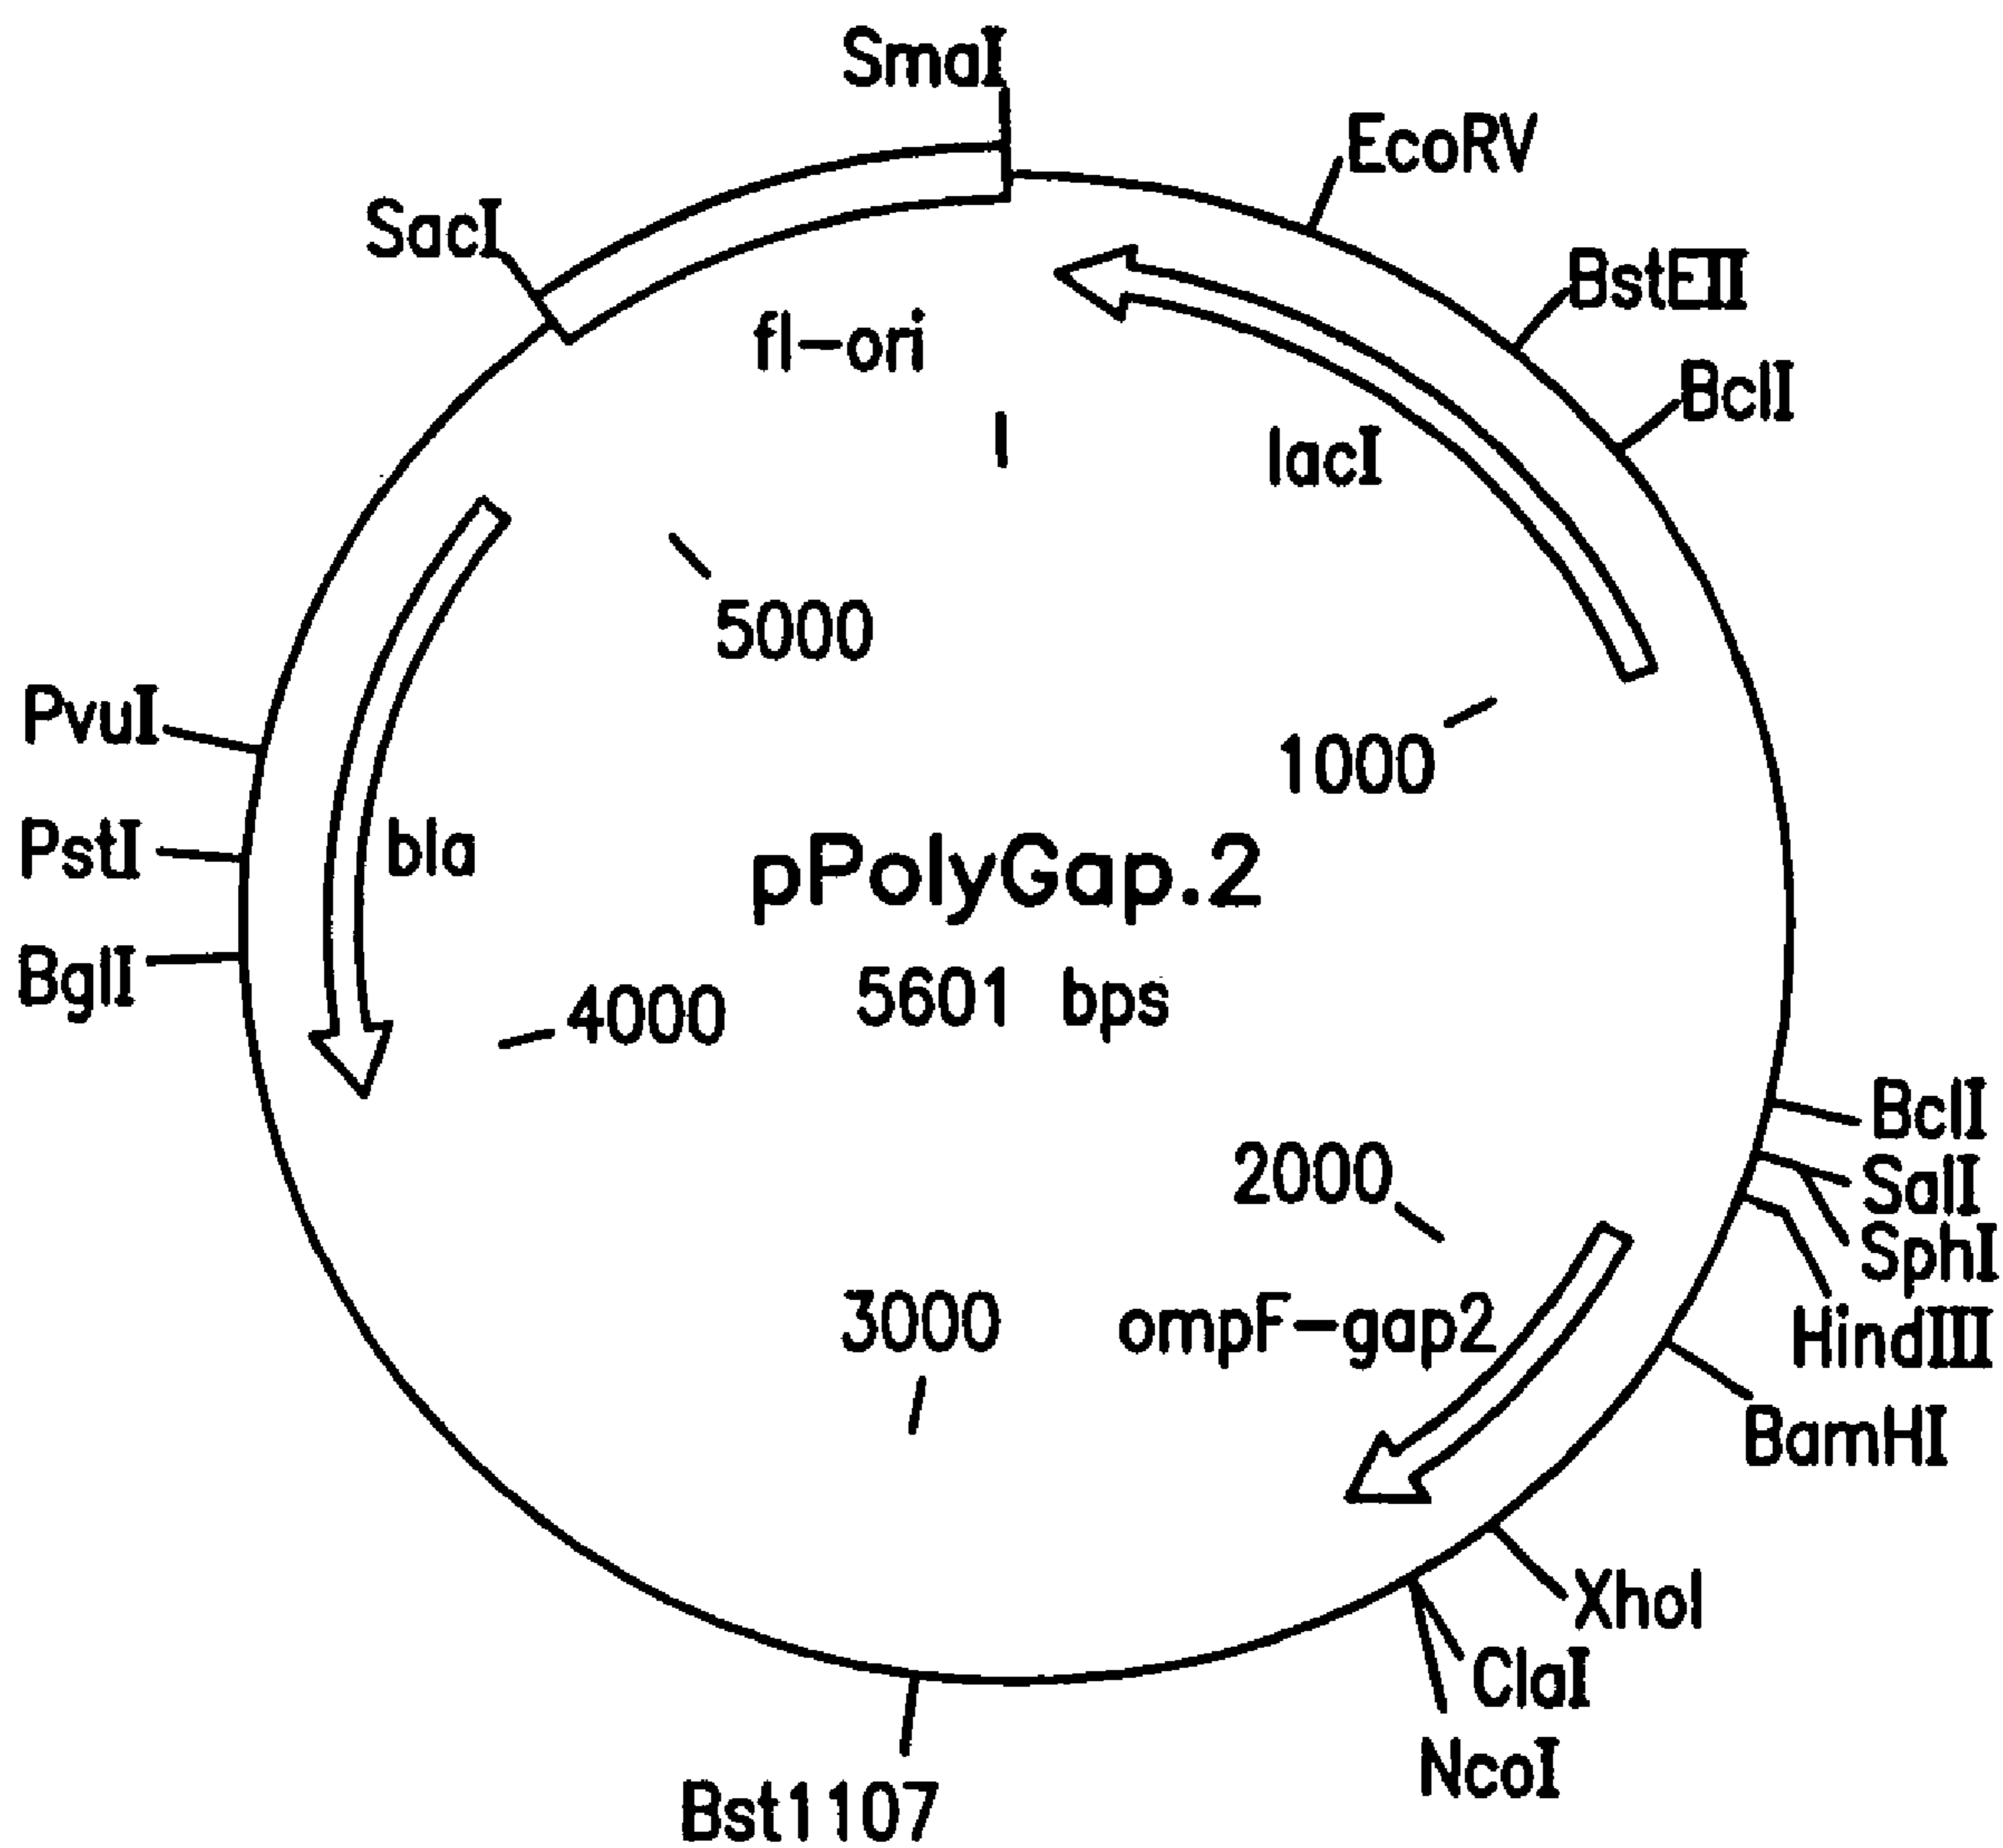 SmaI
EcoRV
SacI
BstEII
fl-ori
BclI
lacI
5000
PvuI
1000
PstI
bla
pPolyGap.2
BglI
4000
5601 bps
BclI
2000
SalI
SphI
3000
ompF-gap2
HindIII
BamHI
XhoI
ClaI
NcoI
Bst1107